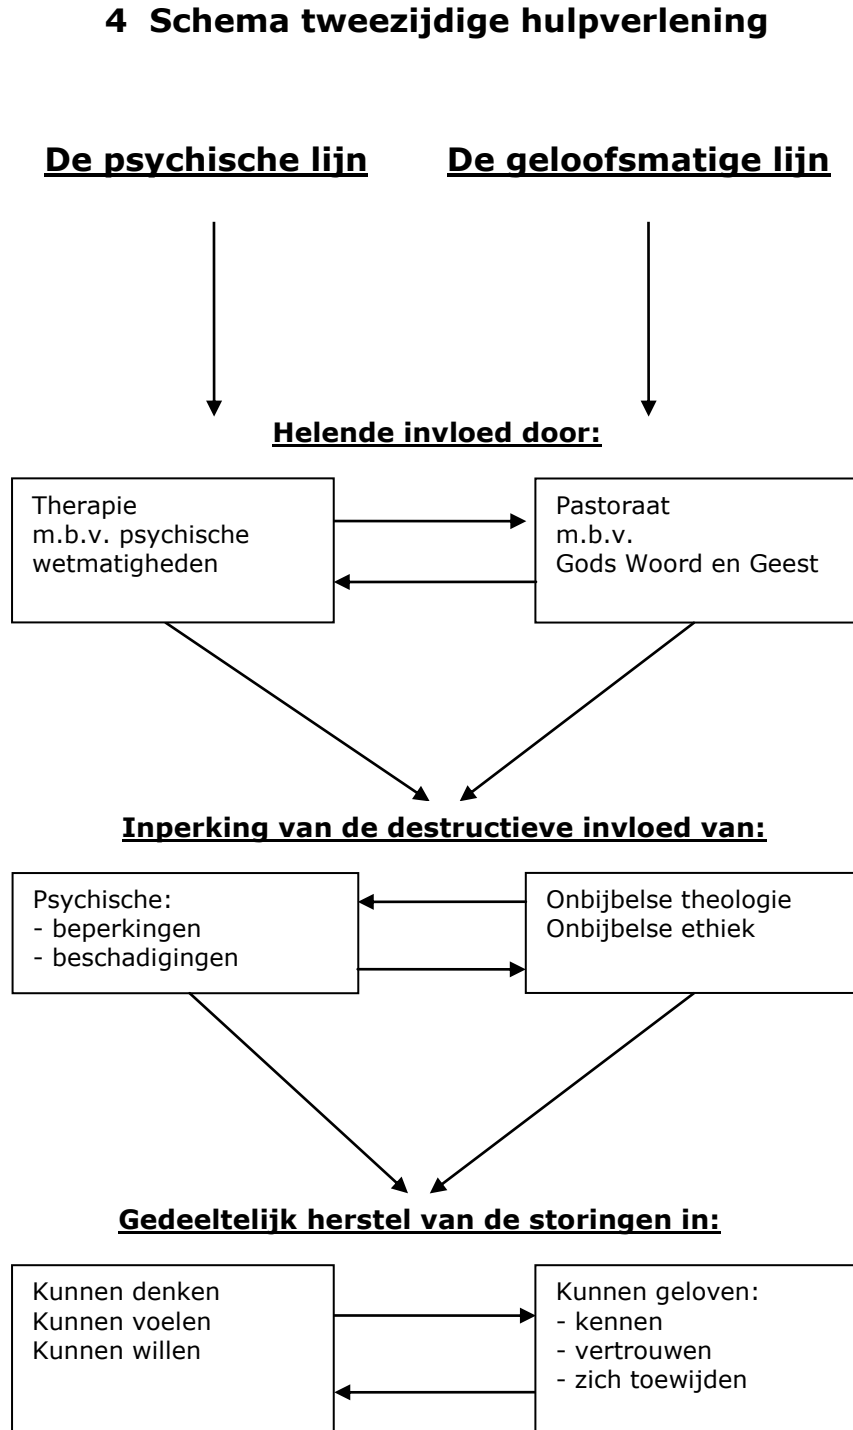 4 Schema tweezijdige hulpverlening
De psychische lijn
De geloofsmatige lijn
Helende invloed door:
Therapie
m.b.v. psychische
wetmatigheden
Pastoraat
m.b.v.
Gods Woord en Geest
Inperking van de destructieve invloed van:
Psychische:
- beperkingen
- beschadigingen
Onbijbelse theologie
Onbijbelse ethiek
Gedeeltelijk herstel van de storingen in:
Kunnen denken
Kunnen voelen
Kunnen willen
Kunnen geloven:
- kennen
- vertrouwen
- zich toewijden